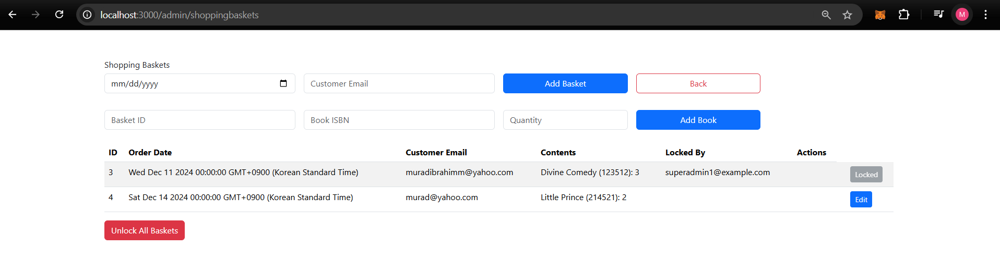 localhost:3000/admin/shoppingbaskets
M
Shopping Baskets
mm/dd/yyyy Customer Email Add Basket Back
Basket ID Book ISBN Quantity Add Book
ID Order Date Customer Email Contents Locked By Actions
3 Wed Dec 11 2024 00:00:00 GMT+0900 (Korean Standard Time) muradibrahimm@yahoo.com Divine Comedy (123512): 3 superadmin1@example.com Locked
4 Sat Dec 14 2024 00:00:00 GMT+0900 (Korean Standard Time) murad@yahoo.com Little Prince (214521): 2 Edit
Unlock All Baskets